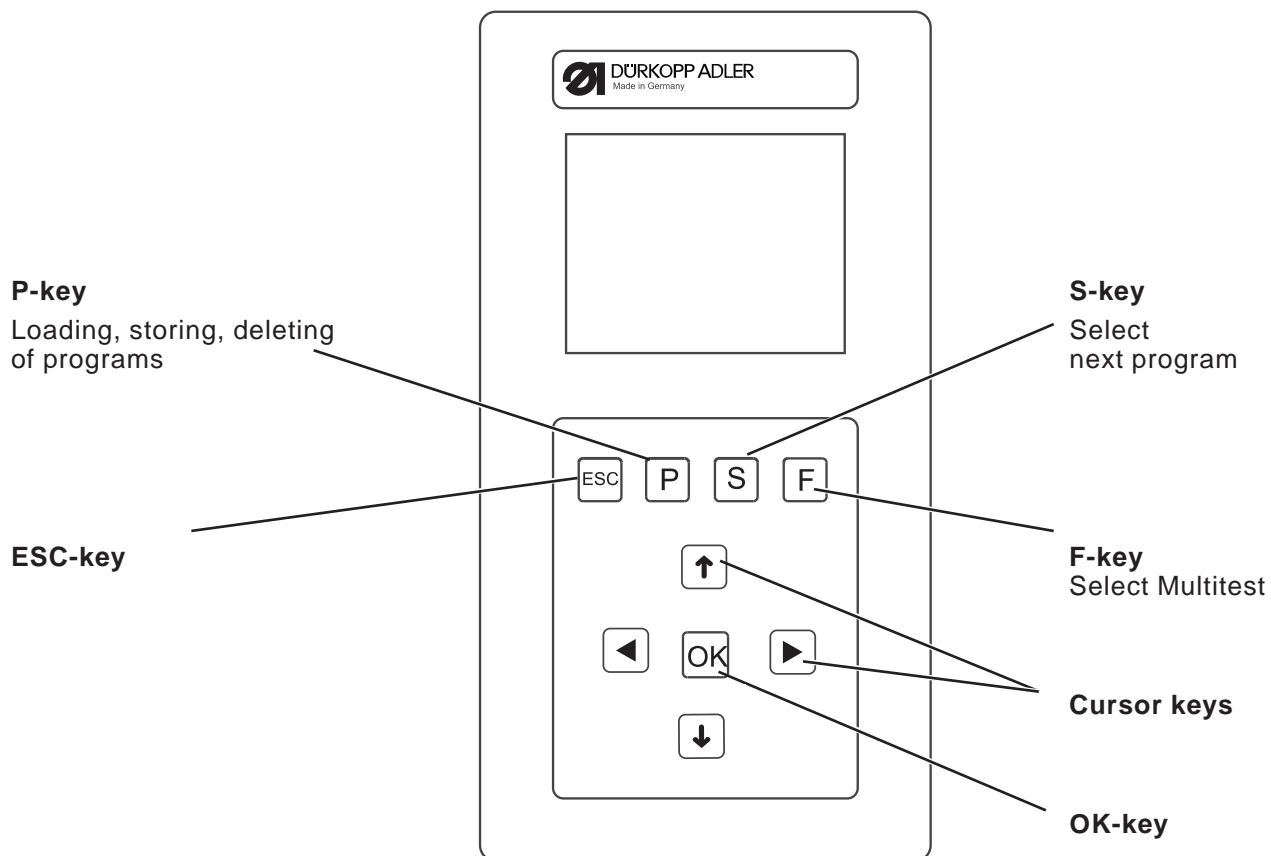 DÜRKOPP ADLER
Made in Germany
P-key
Loading, storing, deleting
of programs
S-key
Select
next program
ESC
P
S
F
ESC-key
F-key
Select Multitest
OK
Cursor keys
OK-key